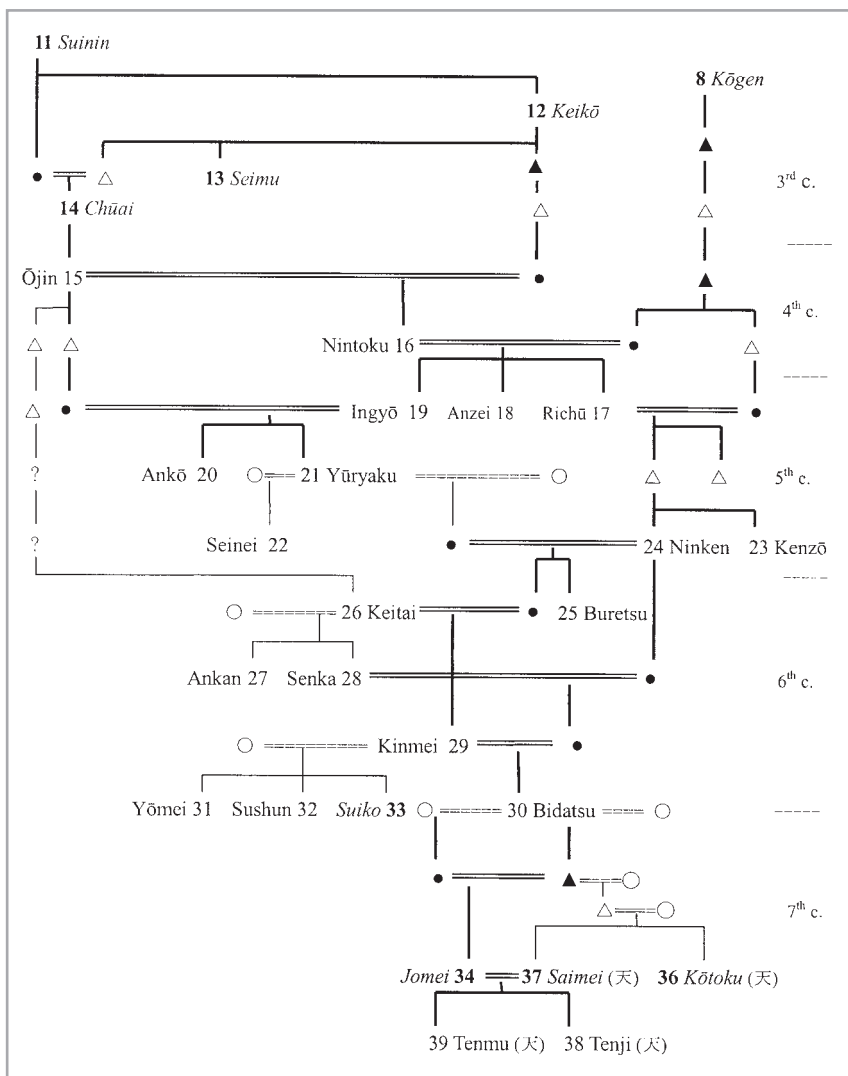 11 Suinin
8 Kōgen
12 Keikō
13 Seimu
3rd c.
14 Chūai
Ōjin 15
4th c.
Nintoku 16
Ingyō 19 Anzei 18 Richū 17
? Ankō 20 21 Yūryaku 5th c.
? Seinei 22 24 Ninken 23 Kenzō
26 Keitai 25 Buretsu
Ankan 27 Senka 28 6th c.
Kinmei 29
Yōmei 31 Sushun 32 Suiko 33 30 Bidatsu
7th c.
Jomei 34 37 Saimei (天) 36 Kōtoku (天)
39 Tenmu (天) 38 Tenji (天)